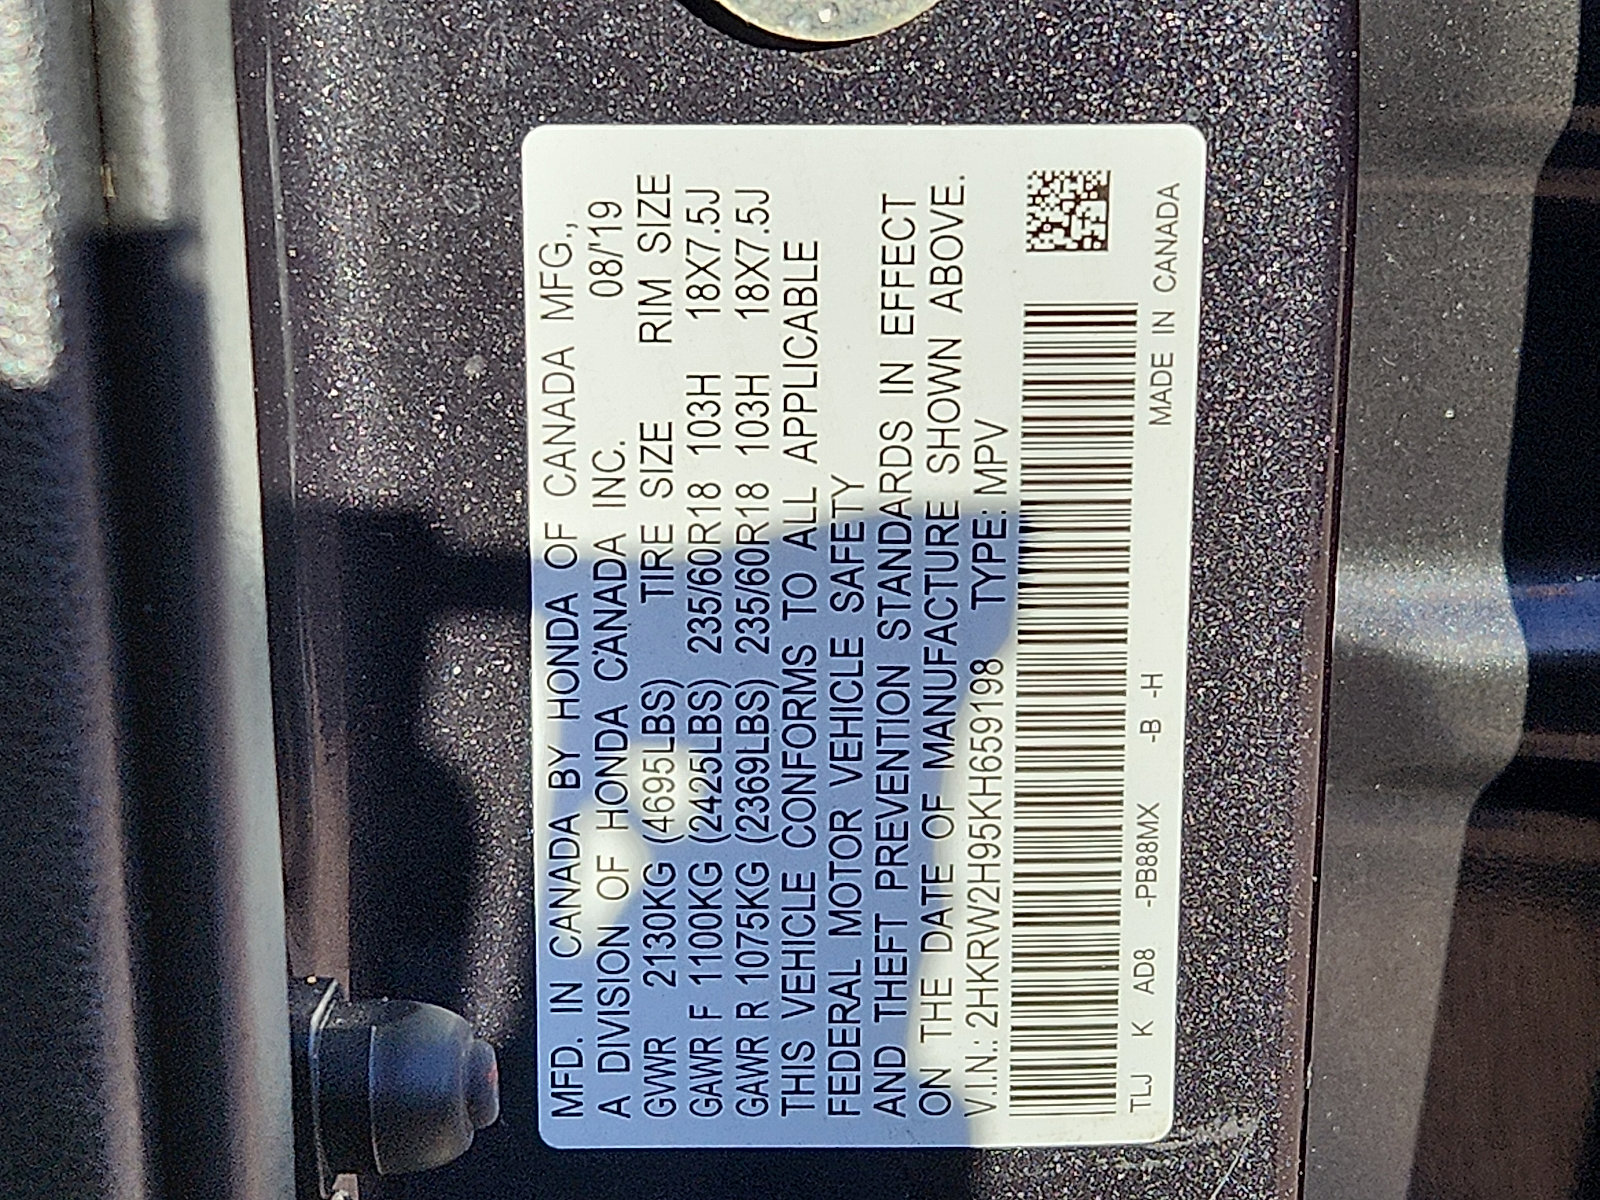 MFD. IN CANADA BY HONDA OF CANADA MFG.,
A DIVISION OF HONDA CANADA INC. 08/'19
GVWR 2130KG (4695LBS) TIRE SIZE RIM SIZE
GAWR F 1100KG (2425LBS) 235/60R18 103H 18X7.5J
GAWR R 1075KG (2369LBS) 235/60R18 103H 18X7.5J
THIS VEHICLE CONFORMS TO ALL APPLICABLE
FEDERAL MOTOR VEHICLE SAFETY
AND THEFT PREVENTION STANDARDS IN EFFECT
ON THE DATE OF MANUFACTURE SHOWN ABOVE.
V.I.N.: 2HKRW2H95KH659198 TYPE: MPV
TLJ K AD8 -PB88MX -B -H MADE IN CANADA